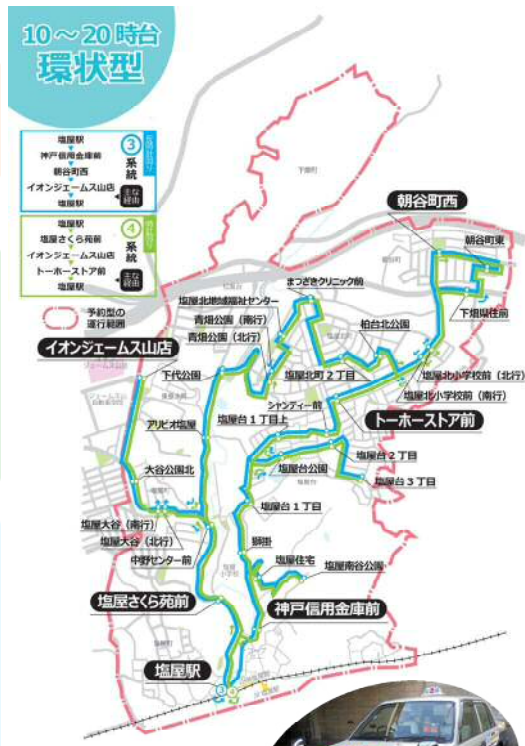 10～20時台
環状型
塩屋駅
神戸信用金庫前
朝谷町西
イオンジェームス山店
塩屋駅
3
系統
主な
経由
塩屋駅
塩屋さくら苑前
イオンジェームス山店
トーホーストア前
塩屋駅
4
系統
主な
経由
予約型の
運行範囲
下畑町
朝谷町西
朝谷町東
朝谷町
まつざきクリニック前
塩屋北地域福祉センター
青畑公園（南行）
青畑公園（北行）
柏台北公園
下畑県住前
イオンジェームス山店
下代公園
塩屋北町2丁目
塩屋北小学校前（北行）
塩屋北小学校前（南行）
シャンティー前
トーホーストア前
アリビオ塩屋
塩屋台1丁目上
塩屋台2丁目
大谷公園北
塩屋台公園
塩屋台3丁目
塩屋大谷（南行）
塩屋台1丁目
塩屋大谷（北行）
獅掛
中野センター前
塩屋住宅
塩屋南谷公園
塩屋さくら苑前
神戸信用金庫前
塩屋駅
3
4